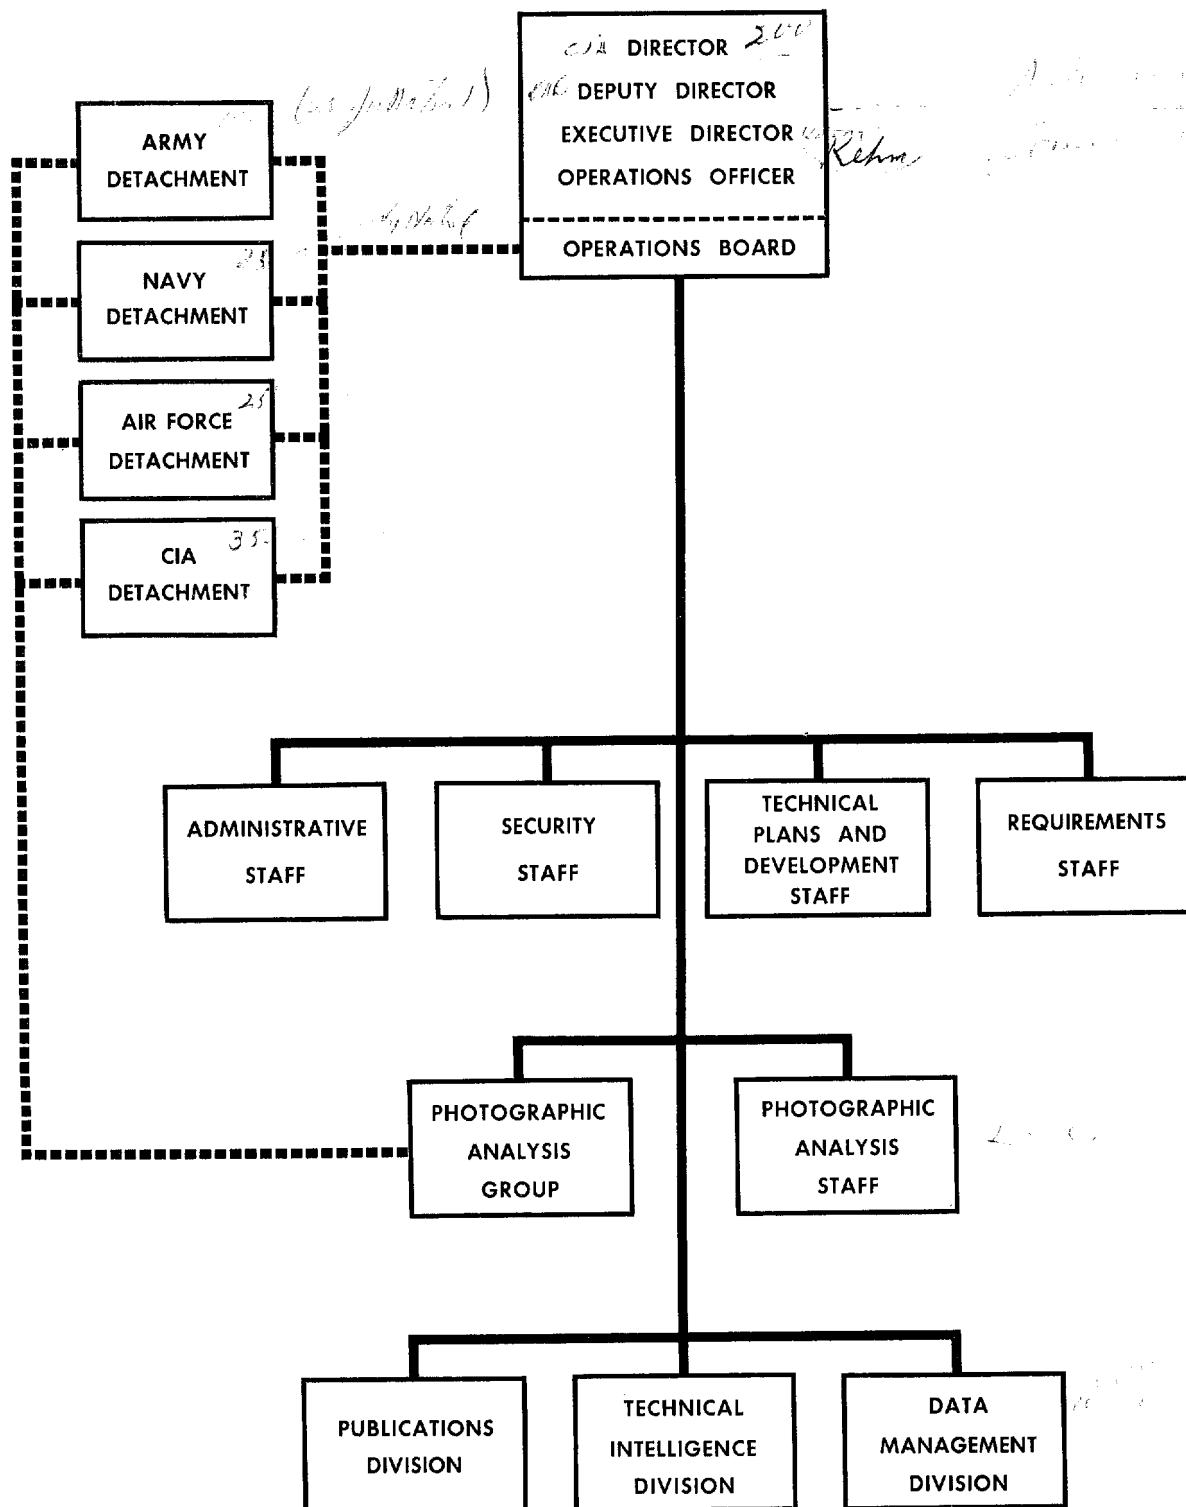 DIRECTOR 200
DEPUTY DIRECTOR
EXECUTIVE DIRECTOR
Rehm
OPERATIONS OFFICER
OPERATIONS BOARD
ARMY
DETACHMENT
NAVY
DETACHMENT
25
AIR FORCE
DETACHMENT
35
CIA
DETACHMENT
ADMINISTRATIVE
STAFF
SECURITY
STAFF
TECHNICAL
PLANS AND
DEVELOPMENT
STAFF
REQUIREMENTS
STAFF
PHOTOGRAPHIC
ANALYSIS
GROUP
PHOTOGRAPHIC
ANALYSIS
STAFF
PUBLICATIONS
DIVISION
TECHNICAL
INTELLIGENCE
DIVISION
DATA
MANAGEMENT
DIVISION